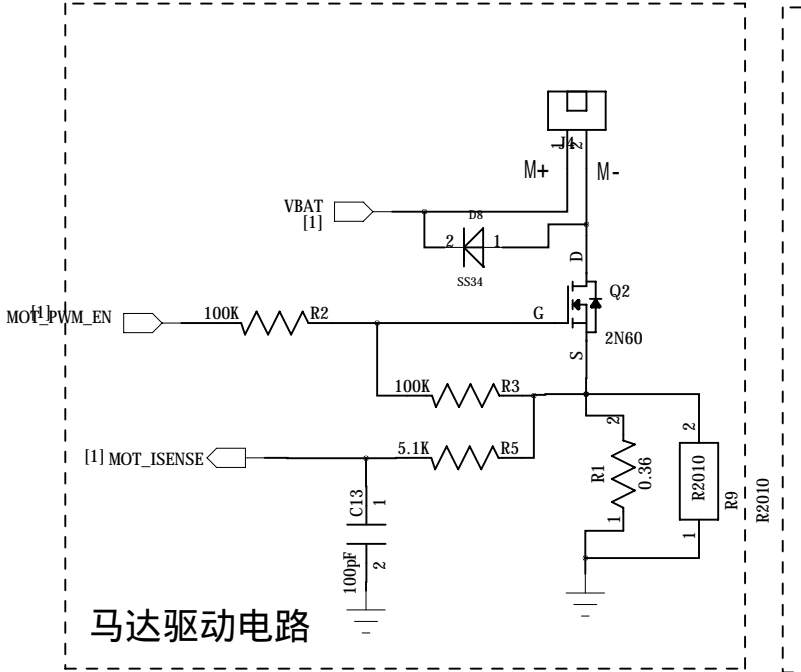 J4
1
2
M+
M-
VBAT
[1]
D8
2
1
SS34
D
[1]
MOT_PWM_EN
100K
R2
G
Q2
2N60
S
100K
R3
[1] MOT_ISENSE
5.1K
R5
C13
1
100pF
2
2
R1
0.36
1
2
R2010
R9
1
R2010
马达驱动电路